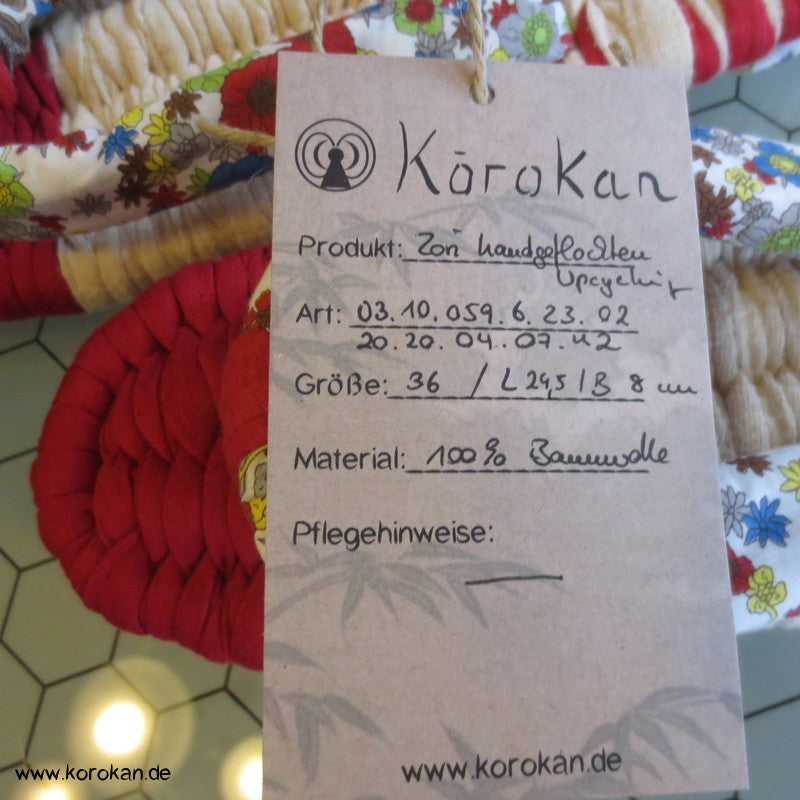 Kōrokan
Produkt: Zori handgeflochten
Upcycling
Art: 03.10.059.6.23.02
20.20.04.07.42
Größe: 36 / L 24,5 / B 8 cm
Material: 100% Baumwolle
Pflegehinweise:
www.korokan.de
www.korokan.de